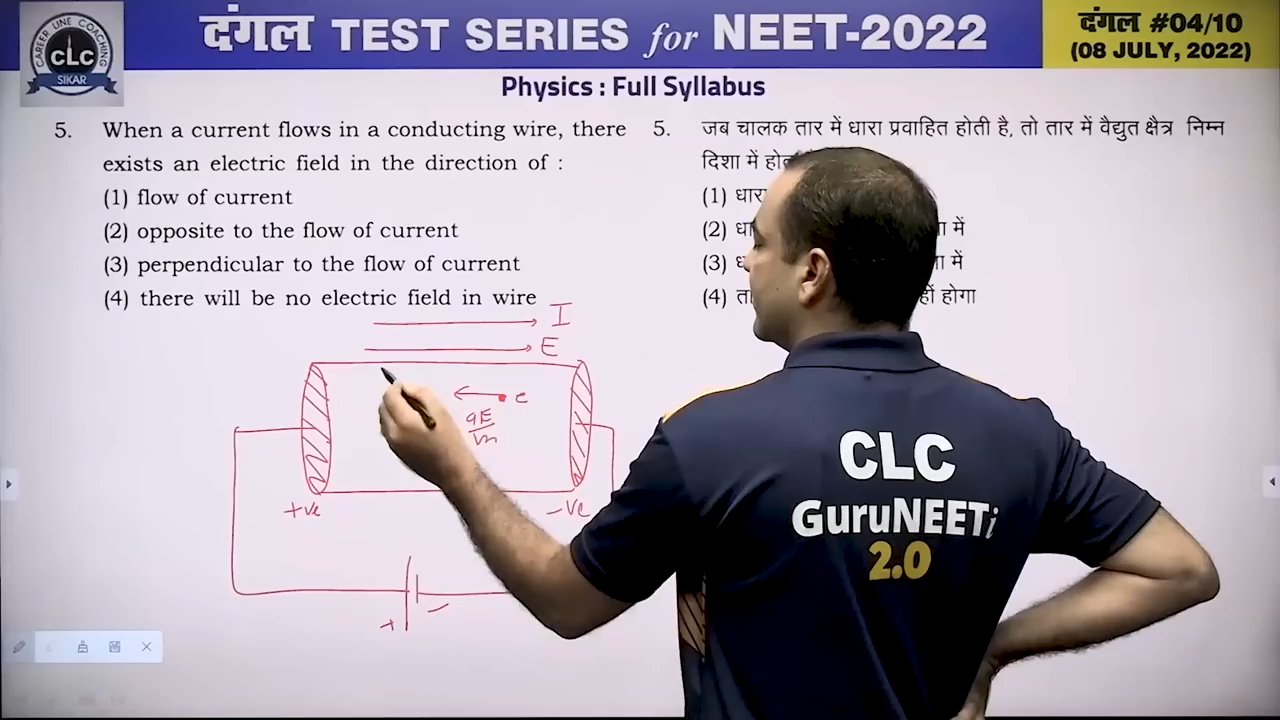 CAREER LINE COACHING
CLC
SIKAR
दंगल TEST SERIES for NEET-2022
दंगल #04/10
(08 JULY, 2022)
Physics : Full Syllabus
5. When a current flows in a conducting wire, there
exists an electric field in the direction of :
(1) flow of current
(2) opposite to the flow of current
(3) perpendicular to the flow of current
(4) there will be no electric field in wire
5. जब चालक तार में धारा प्रवाहित होती है, तो तार में वैद्युत क्षैत्र निम्न
दिशा में
(1)
(2) में
(3) में
(4) होगा
I
E
e
qE
m
+ve
-ve
+
-
CLC
GuruNEETi
2.0